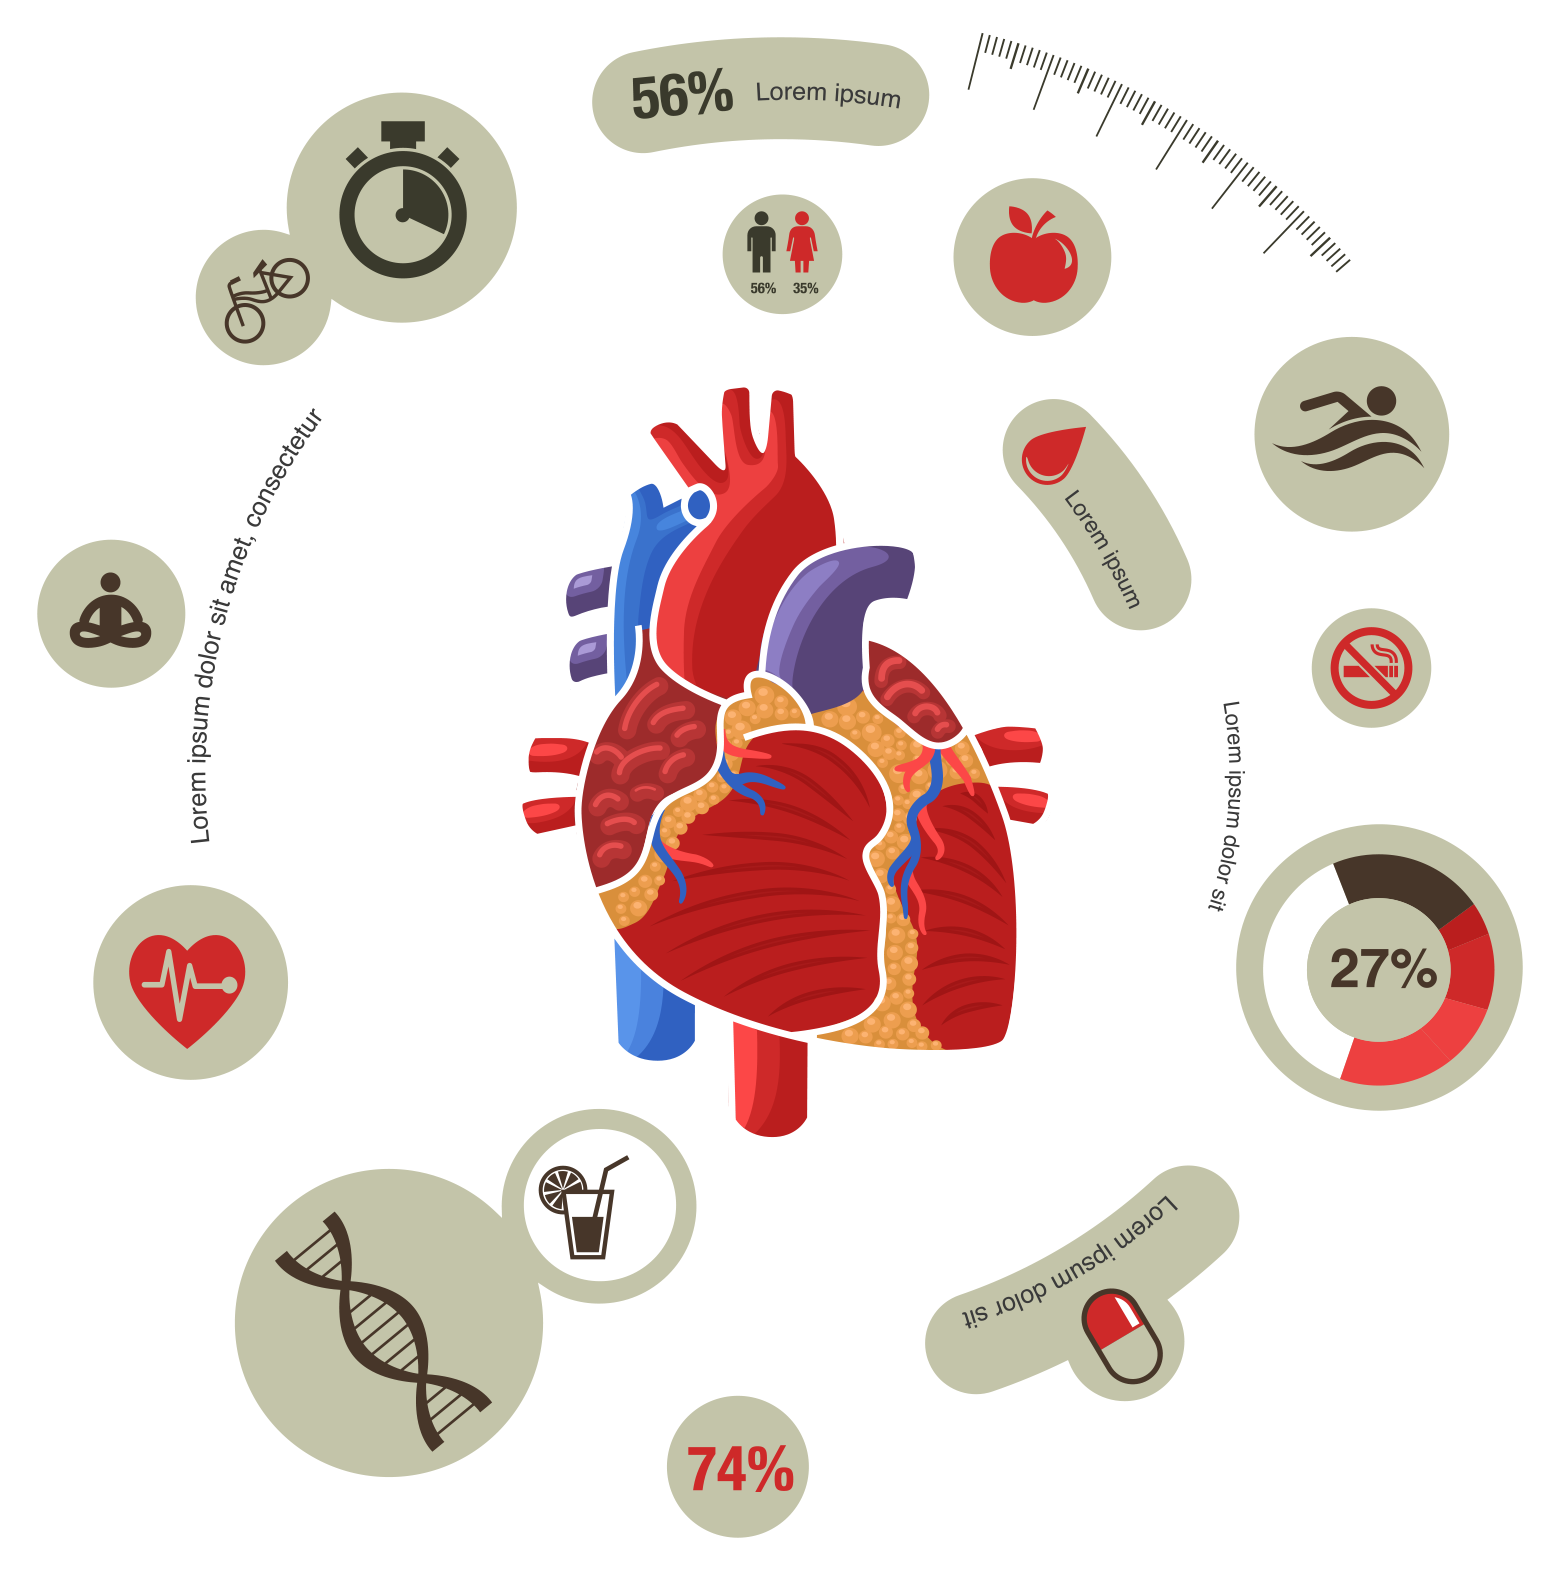 56% Lorem ipsum
56% 35%
Lorem ipsum dolor sit amet, consectetur
Lorem ipsum
Lorem ipsum dolor sit
27%
Lorem ipsum dolor sit
74%